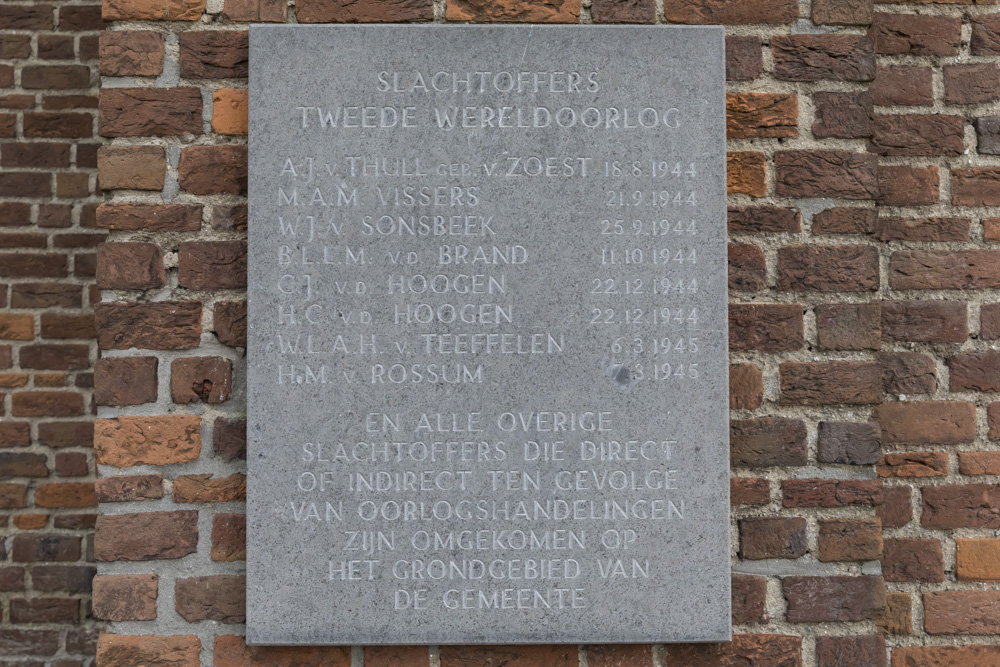 SLACHTOFFERS
TWEEDE WERELDOORLOG
A.J. v. THULL GEB. v. ZOEST 18.8.1944
M.A.M. VISSERS 21.9.1944
W.J. v. SONSBEEK 25.9.1944
B.L.L.M. v.D. BRAND 11.10.1944
C.J. v.D. HOOGEN 22.12.1944
H.C. v.D. HOOGEN 22.12.1944
W.L.A.H. v. TEEFFELEN 6.3.1945
H.M. v. ROSSUM .3.1945
EN ALLE OVERIGE
SLACHTOFFERS DIE DIRECT
OF INDIRECT TEN GEVOLGE
VAN OORLOGSHANDELINGEN
ZIJN OMGEKOMEN OP
HET GRONDGEBIED VAN
DE GEMEENTE